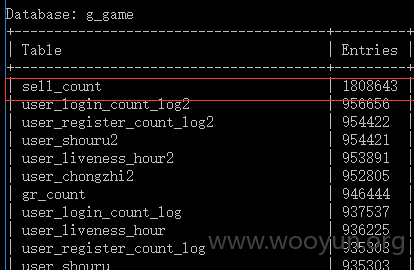 Database: g_game
| Table | Entries |
| sell_count | 1808643 |
| user_login_count_log2 | 956656
| user_register_count_log2 | 954422
| user_shouru2 | 954421
| user_liveness_hour2 | 953891
| user_chongzhi2 | 952805
| gr_count | 946444
| user_login_count_log | 937537
| user_liveness_hour | 936225
| user_register_count_log | 935303
| user_shouru | 935303
www.wooyun.org